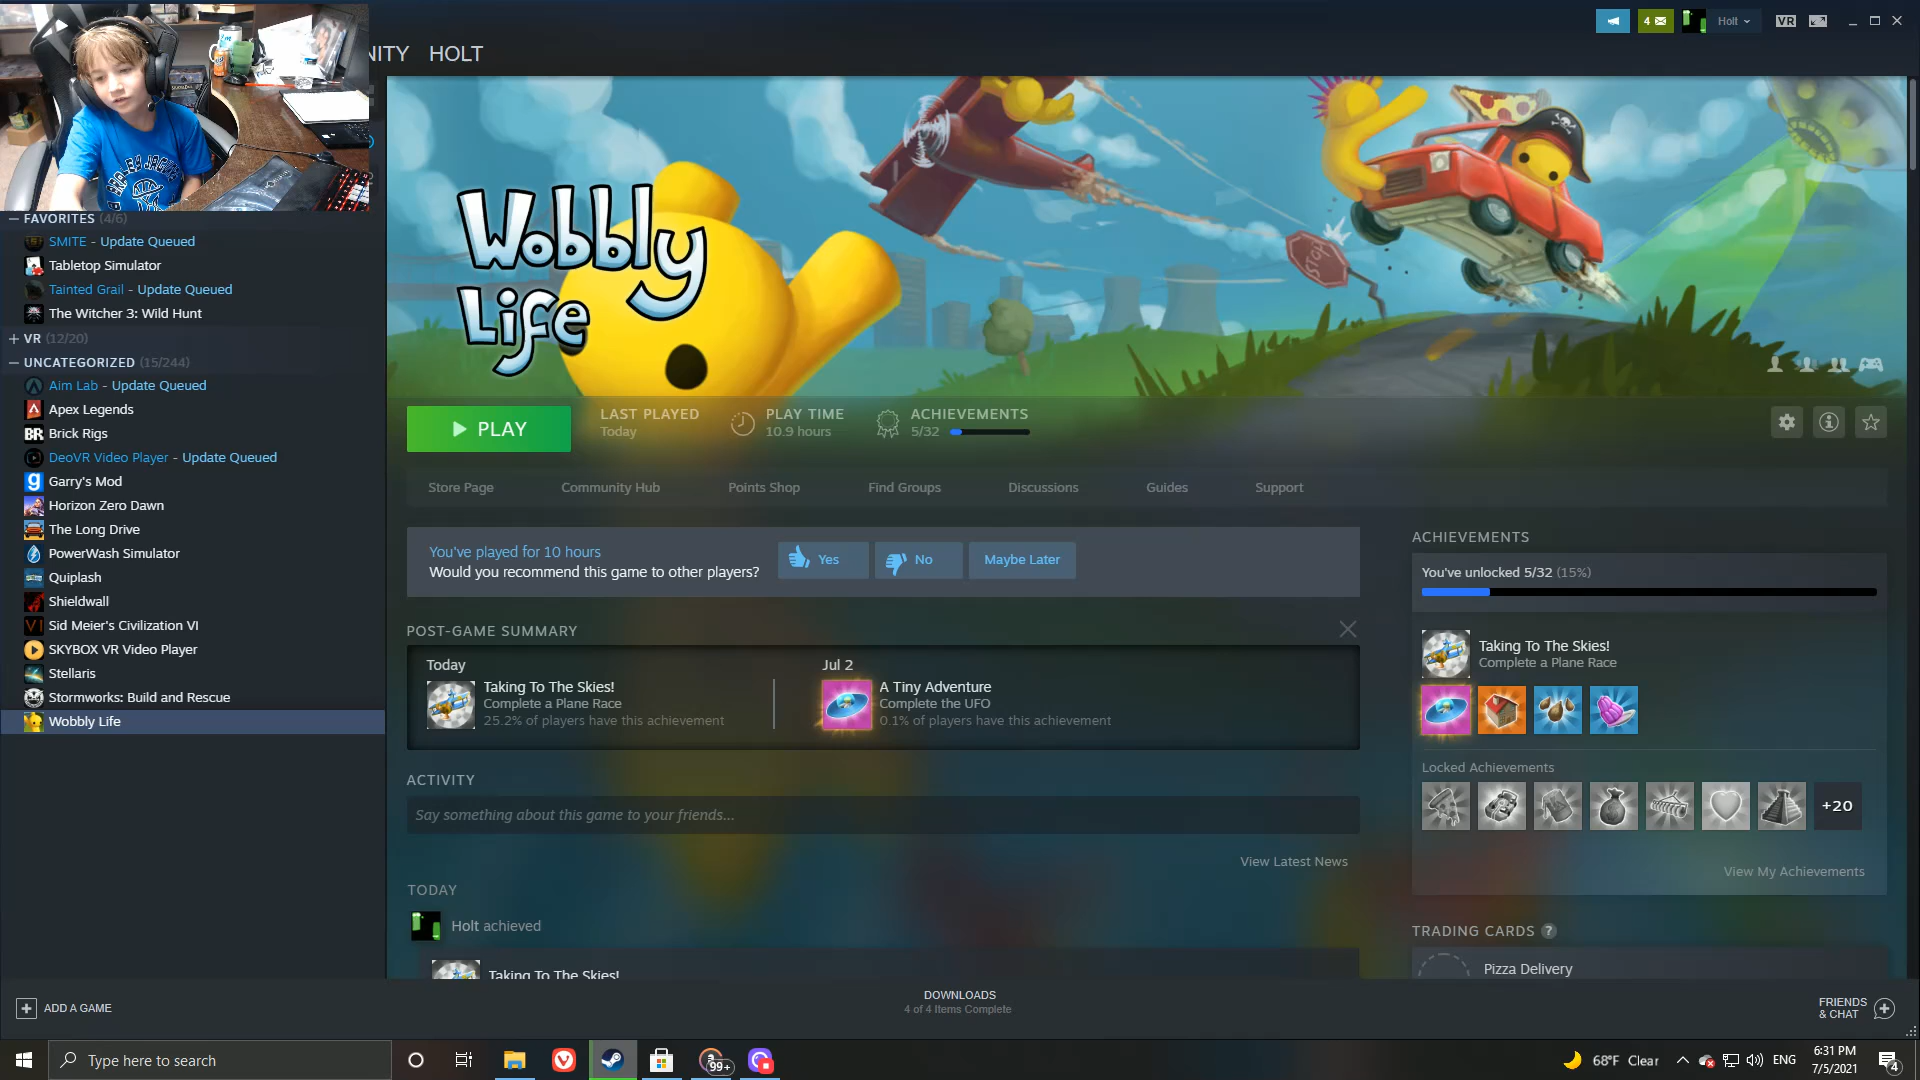 4
Holt
VR
NITY HOLT
Wobbly
Life
STOP
FAVORITES (4/6)
SMITE - Update Queued
Tabletop Simulator
Tainted Grail - Update Queued
The Witcher 3: Wild Hunt
VR (12/20)
UNCATEGORIZED (15/244)
Aim Lab - Update Queued
Apex Legends
BR Brick Rigs
DeoVR Video Player - Update Queued
g Garry's Mod
Horizon Zero Dawn
The Long Drive
PowerWash Simulator
Quiplash
Shieldwall
VI Sid Meier's Civilization VI
SKYBOX VR Video Player
Stellaris
Stormworks: Build and Rescue
Wobbly Life
PLAY
LAST PLAYED
Today
PLAY TIME
10.9 hours
ACHIEVEMENTS
5/32
Store Page Community Hub Points Shop Find Groups Discussions Guides Support
You've played for 10 hours
Would you recommend this game to other players?
Yes No Maybe Later
POST-GAME SUMMARY
Today
Taking To The Skies!
Complete a Plane Race
25.2% of players have this achievement
Jul 2
A Tiny Adventure
Complete the UFO
0.1% of players have this achievement
ACTIVITY
Say something about this game to your friends...
View Latest News
TODAY
Holt achieved
Taking To The Skies!
ACHIEVEMENTS
You've unlocked 5/32 (15%)
Taking To The Skies!
Complete a Plane Race
Locked Achievements
+20
View My Achievements
TRADING CARDS ?
Pizza Delivery
ADD A GAME
DOWNLOADS
4 of 4 Items Complete
FRIENDS
& CHAT
Type here to search
99+
68°F Clear
ENG
6:31 PM
7/5/2021
4